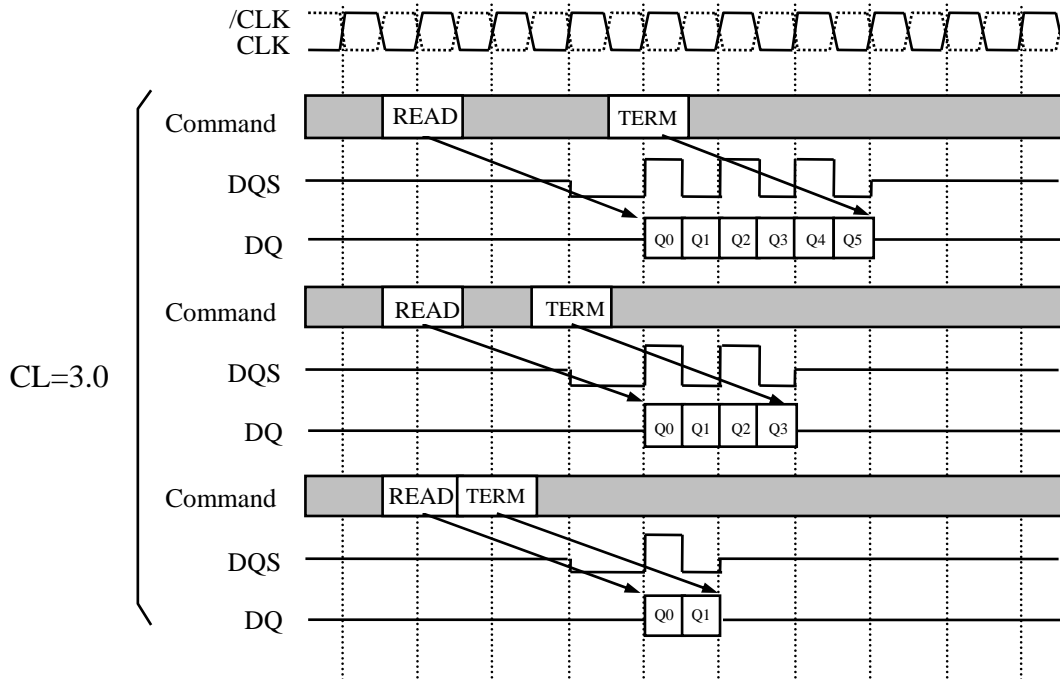 /CLK
CLK
Command READ TERM
DQS
DQ Q0 Q1 Q2 Q3 Q4 Q5
Command READ TERM
DQS
CL=3.0
DQ Q0 Q1 Q2 Q3
Command READ TERM
DQS
DQ Q0 Q1